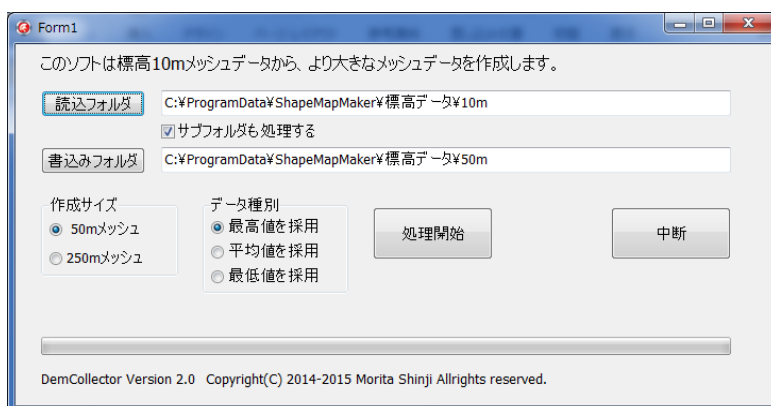 Form1
このソフトは標高10mメッシュデータから、より大きなメッシュデータを作成します。
読込フォルダ C:¥ProgramData¥ShapeMapMaker¥標高データ¥10m
サブフォルダも処理する
書込みフォルダ C:¥ProgramData¥ShapeMapMaker¥標高データ¥50m
作成サイズ
50mメッシュ
250mメッシュ
データ種別
最高値を採用
平均値を採用
最低値を採用
処理開始
中断
DemCollector Version 2.0 Copyright(C) 2014-2015 Morita Shinji Allrights reserved.